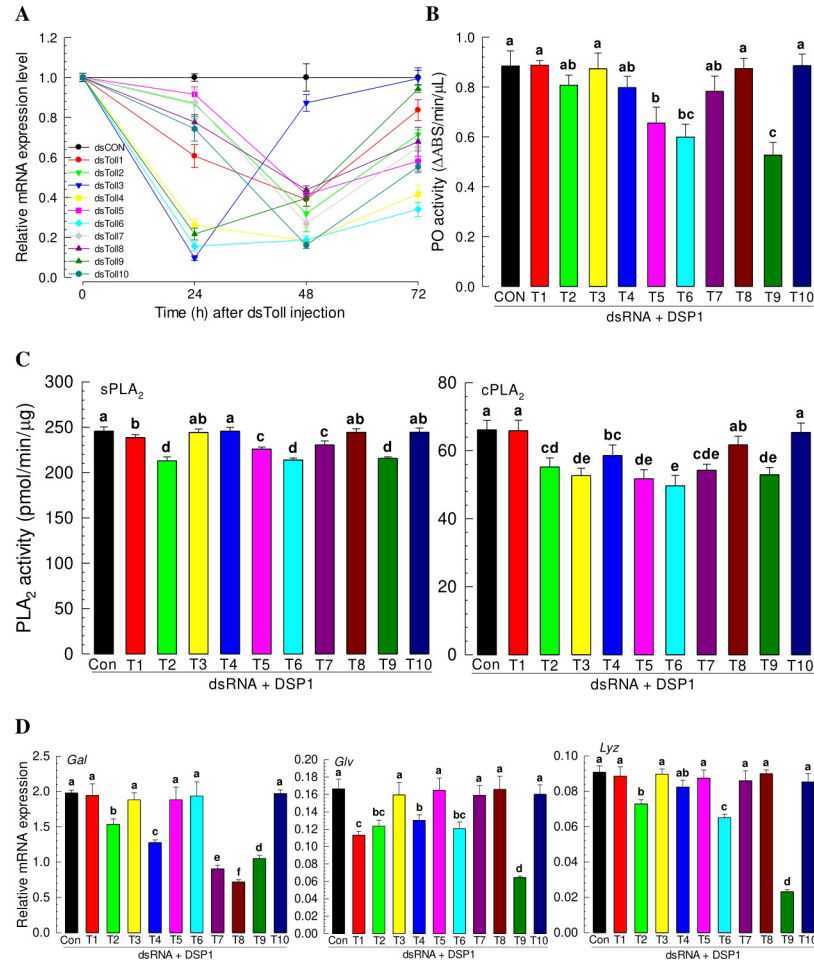 A
Relative mRNA expression level
1.0
0.8
0.6
0.4
0.2
0.0
dsCON
dsToll1
dsToll2
dsToll3
dsToll4
dsToll5
dsToll6
dsToll7
dsToll8
dsToll9
dsToll10
0 24 48 72
Time (h) after dsToll injection
B
PO activity (ΔABS/min/μL)
1.0
0.8
0.6
0.4
0.2
0.0
a a ab a ab b bc a a c a
CON T1 T2 T3 T4 T5 T6 T7 T8 T9 T10
dsRNA + DSP1
C
PLA2 activity (pmol/min/μg)
sPLA2
300
250
200
150
100
50
0
a b d ab a c d c ab d ab
Con T1 T2 T3 T4 T5 T6 T7 T8 T9 T10
dsRNA + DSP1
cPLA2
80
60
40
20
0
a a cd de bc de e cde ab de a
Con T1 T2 T3 T4 T5 T6 T7 T8 T9 T10
dsRNA + DSP1
D
Relative mRNA expression
Gal
2.5
2.0
1.5
1.0
0.5
0.0
a a b a c a a e f d a
Con T1 T2 T3 T4 T5 T6 T7 T8 T9 T10
dsRNA + DSP1
Glv
0.20
0.18
0.16
0.14
0.12
0.10
0.08
0.06
0.04
0.02
0.00
a c bc a b a bc a a d a
Con T1 T2 T3 T4 T5 T6 T7 T8 T9 T10
dsRNA + DSP1
Lyz
0.10
0.08
0.06
0.04
0.02
0.00
a a b a ab a c a a d a
Con T1 T2 T3 T4 T5 T6 T7 T8 T9 T10
dsRNA + DSP1